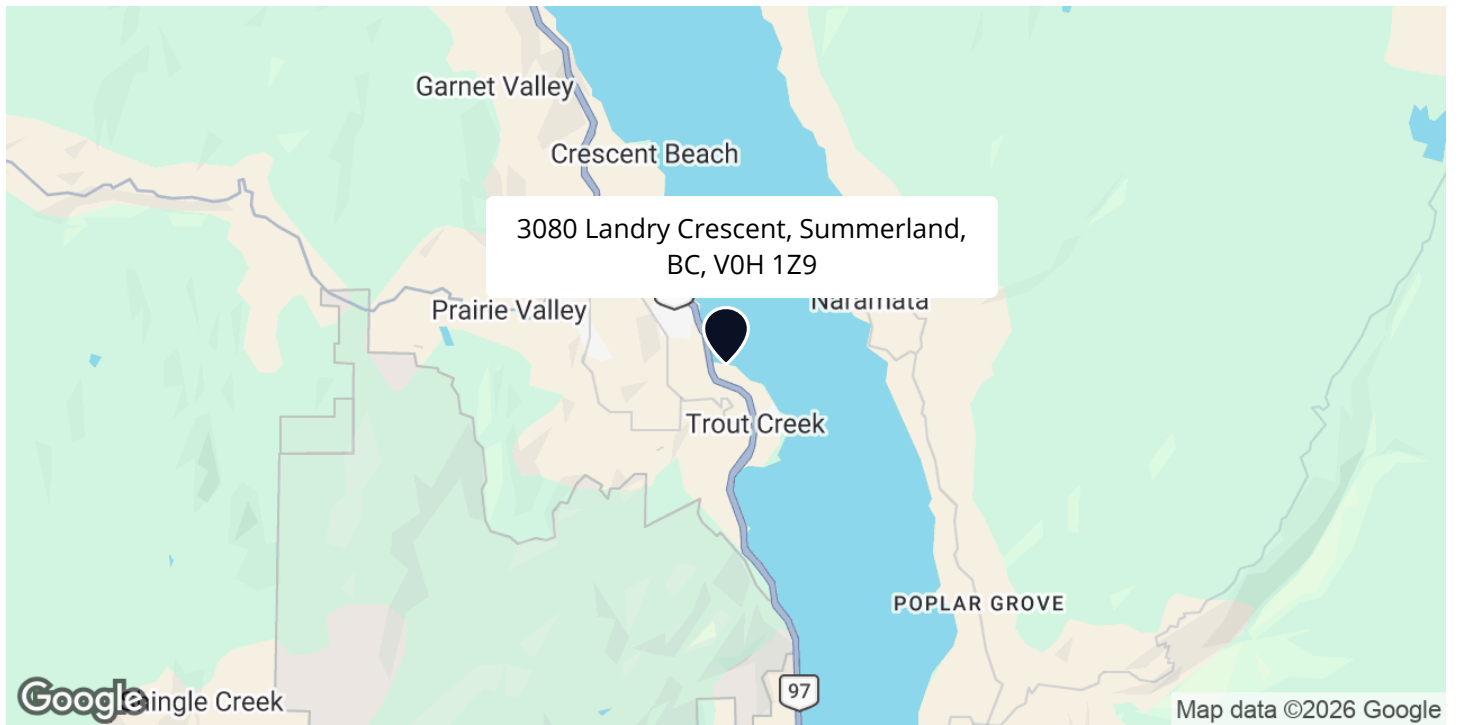 Garnet Valley
Crescent Beach
3080 Landry Crescent, Summerland,
BC, V0H 1Z9
Naramata
Prairie Valley
Trout Creek
POPLAR GROVE
97
Google
Creek
Map data ©2026 Google